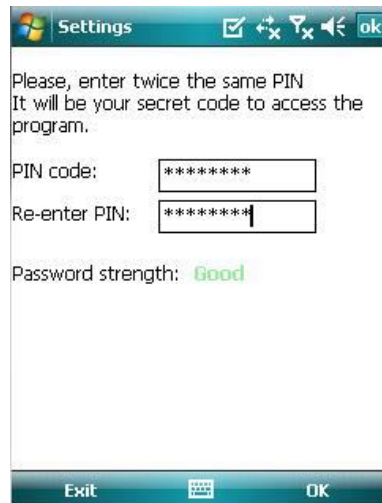 Settings
ok
Please, enter twice the same PIN
It will be your secret code to access the
program.
PIN code: ********
Re-enter PIN: ********
Password strength: Good
Exit OK